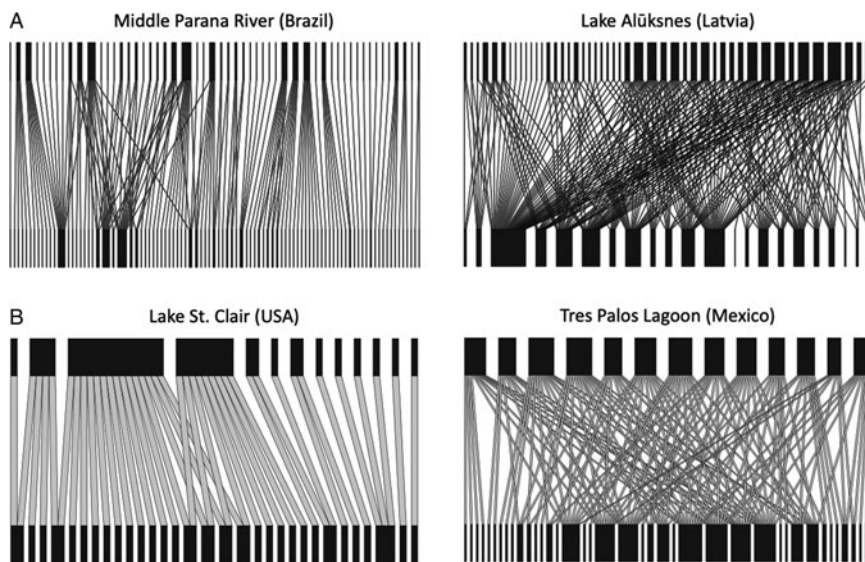 A
Middle Parana River (Brazil)
Lake Alūksnes (Latvia)
B
Lake St. Clair (USA)
Tres Palos Lagoon (Mexico)